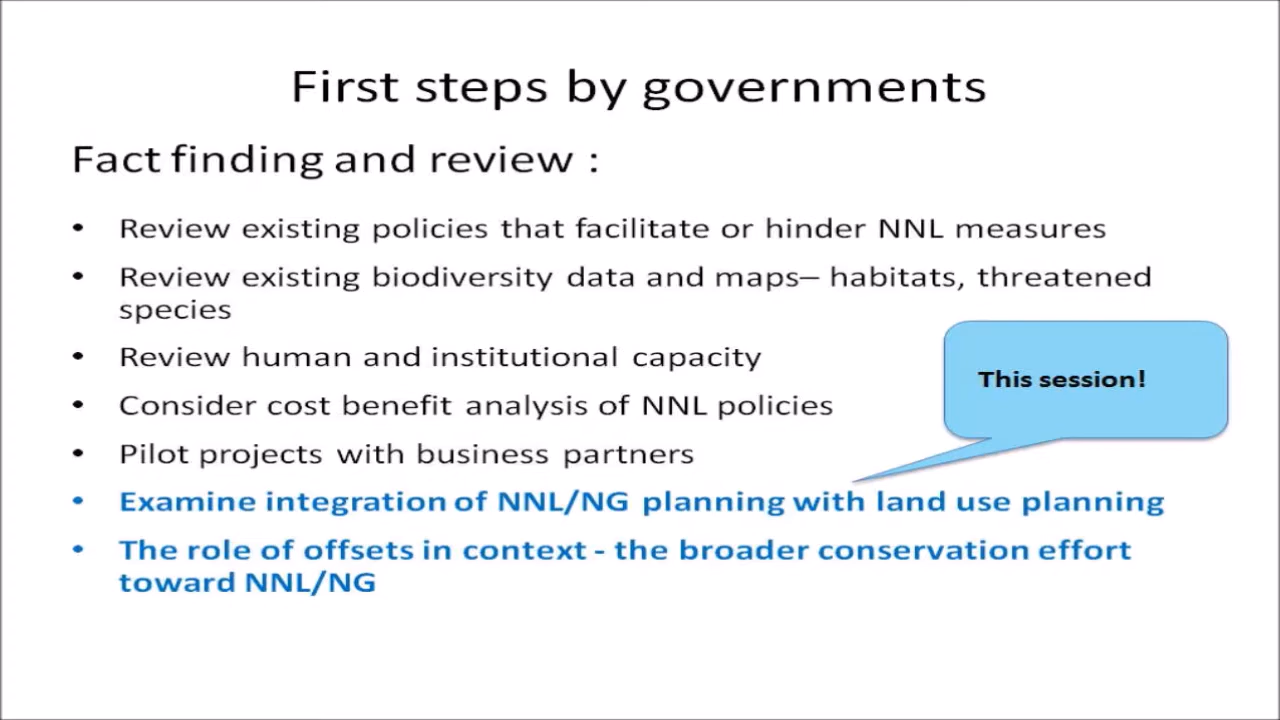 First steps by governments
Fact finding and review :
• Review existing policies that facilitate or hinder NNL measures
• Review existing biodiversity data and maps– habitats, threatened
species
• Review human and institutional capacity
This session!
• Consider cost benefit analysis of NNL policies
• Pilot projects with business partners
• Examine integration of NNL/NG planning with land use planning
• The role of offsets in context - the broader conservation effort
toward NNL/NG